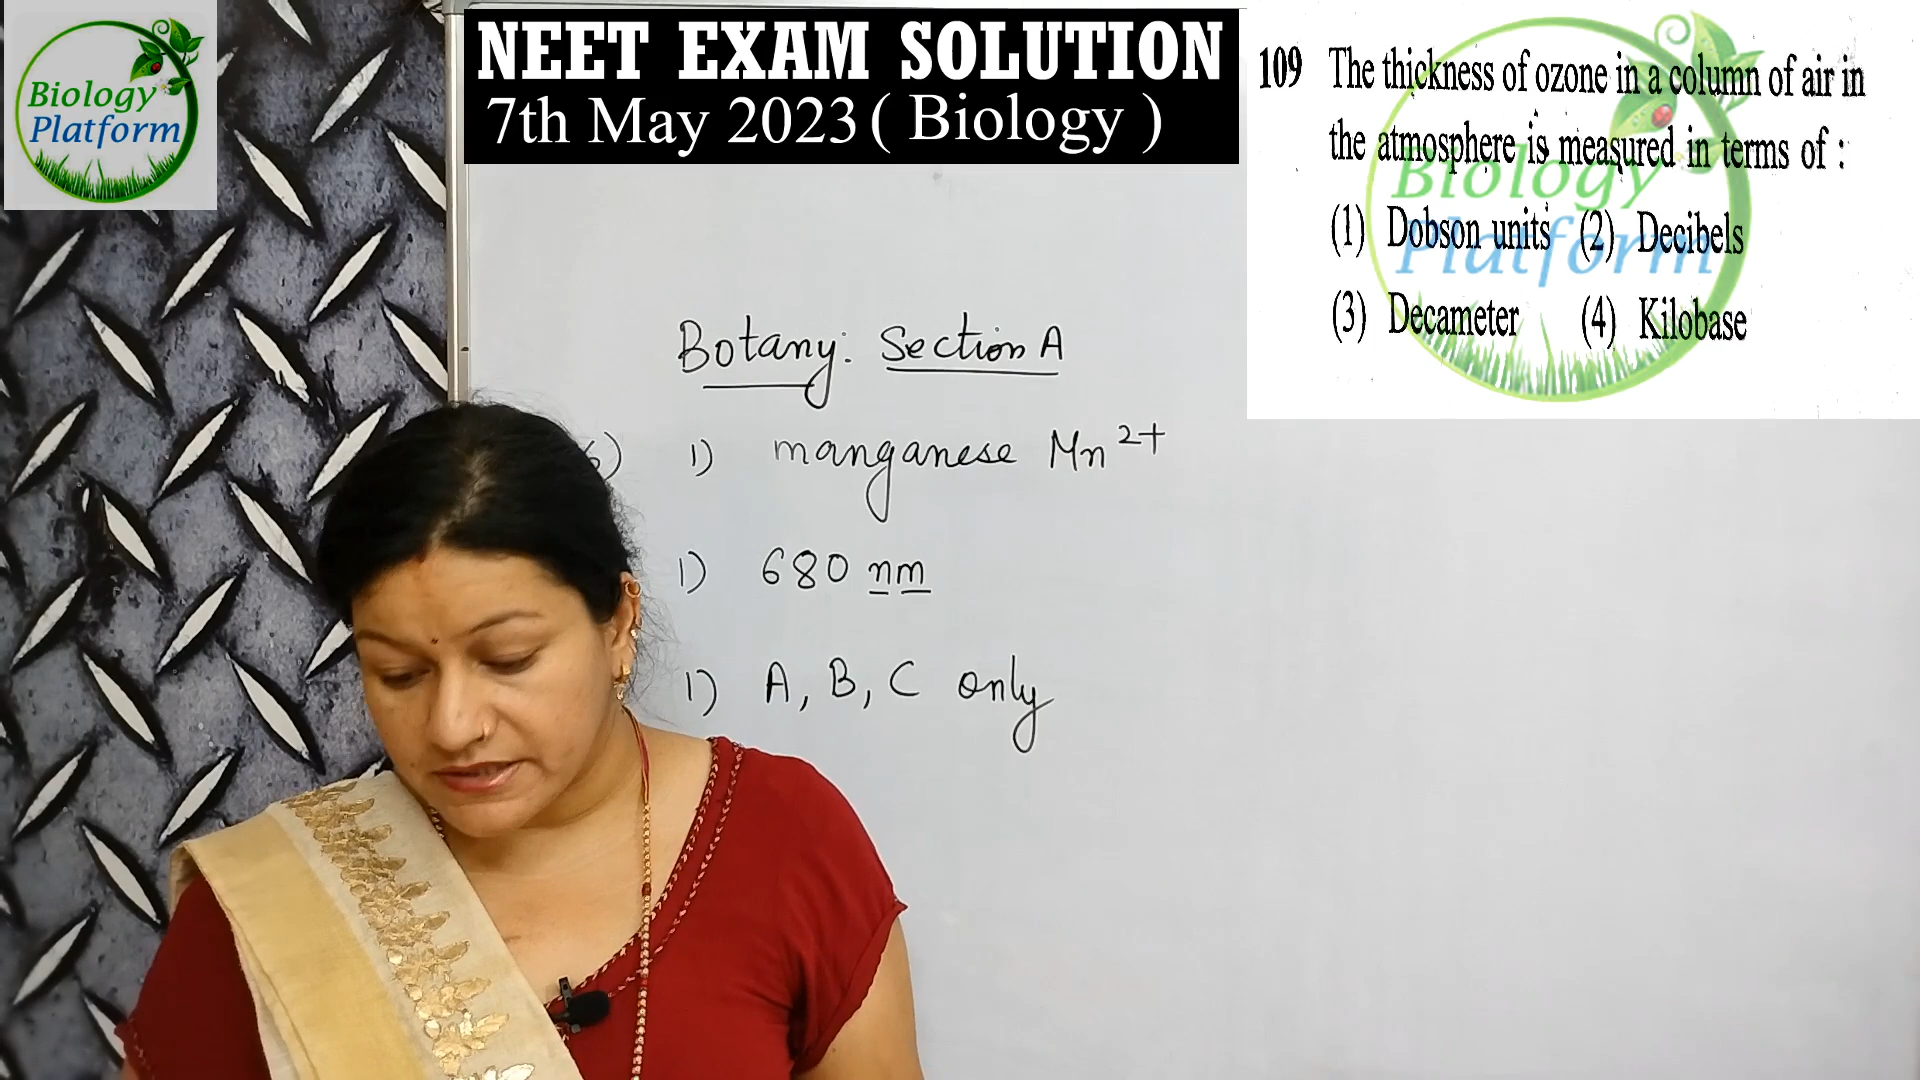 Biology
Platform
NEET EXAM SOLUTION
7th May 2023 ( Biology )
109 The thickness of ozone in a column of air in
the atmosphere is measured in terms of :
(1) Dobson units (2) Decibels
(3) Decameter (4) Kilobase
Biology
Platform
Botany: Section A
1) manganese Mn2+
1) 680 nm
1) A, B, C only